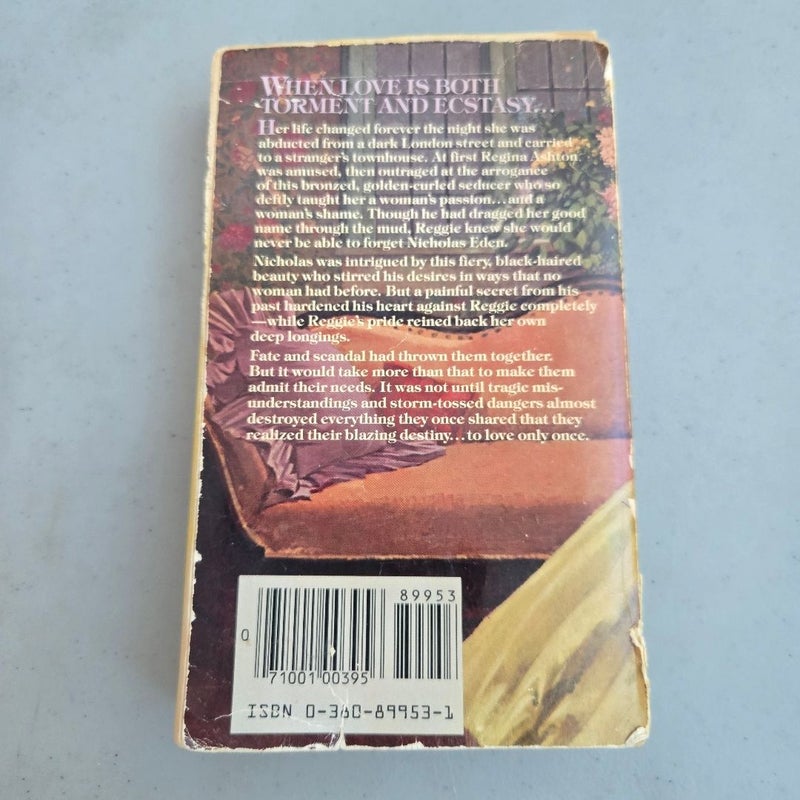 WHEN LOVE IS BOTH
TORMENT AND ECSTASY...
Her life changed forever the night she was
abducted from a dark London street and carried
to a stranger's townhouse. At first Regina Ashton
was amused, then outraged at the arrogance
of this bronzed, golden-curled seducer who so
deftly taught her a woman's passion...and a
woman's shame. Though he had dragged her good
name through the mud, Reggie knew she would
never be able to forget Nicholas Eden.
Nicholas was intrigued by this fiery, black-haired
beauty who stirred his desires in ways that no
woman had before. But a painful secret from his
past hardened his heart against Reggie completely
—while Reggie's pride reined back her own
deep longings.
Fate and scandal had thrown them together.
But it would take more than that to make them
admit their needs. It was not until tragic mis-
understandings and storm-tossed dangers almost
destroyed everything they once shared that they
realized their blazing destiny...to love only once.
89953
0
71001 00395
ISBN 0-380-89953-1